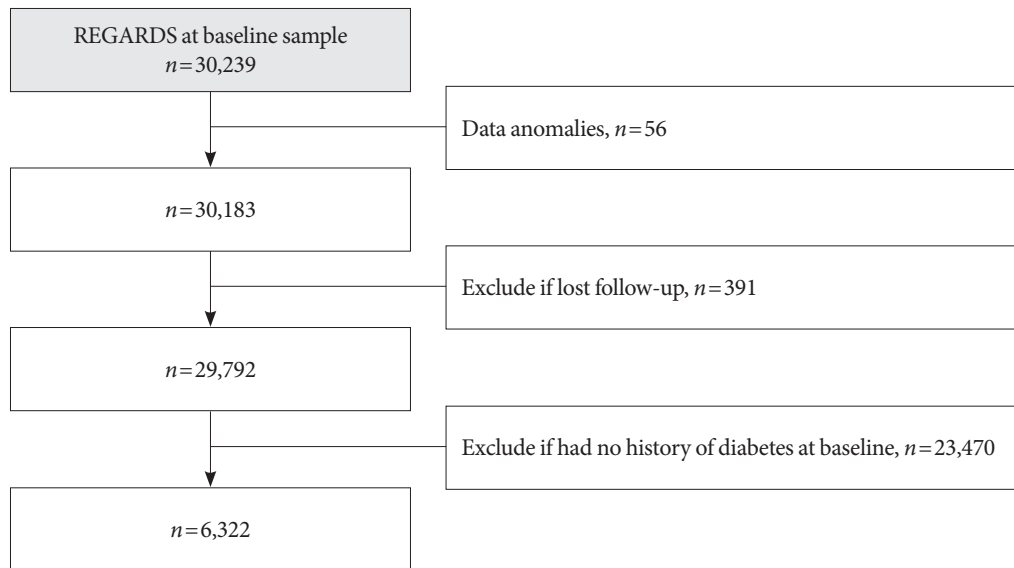 REGARDS at baseline sample
n=30,239
Data anomalies, n=56
n=30,183
Exclude if lost follow-up, n=391
n=29,792
Exclude if had no history of diabetes at baseline, n=23,470
n=6,322